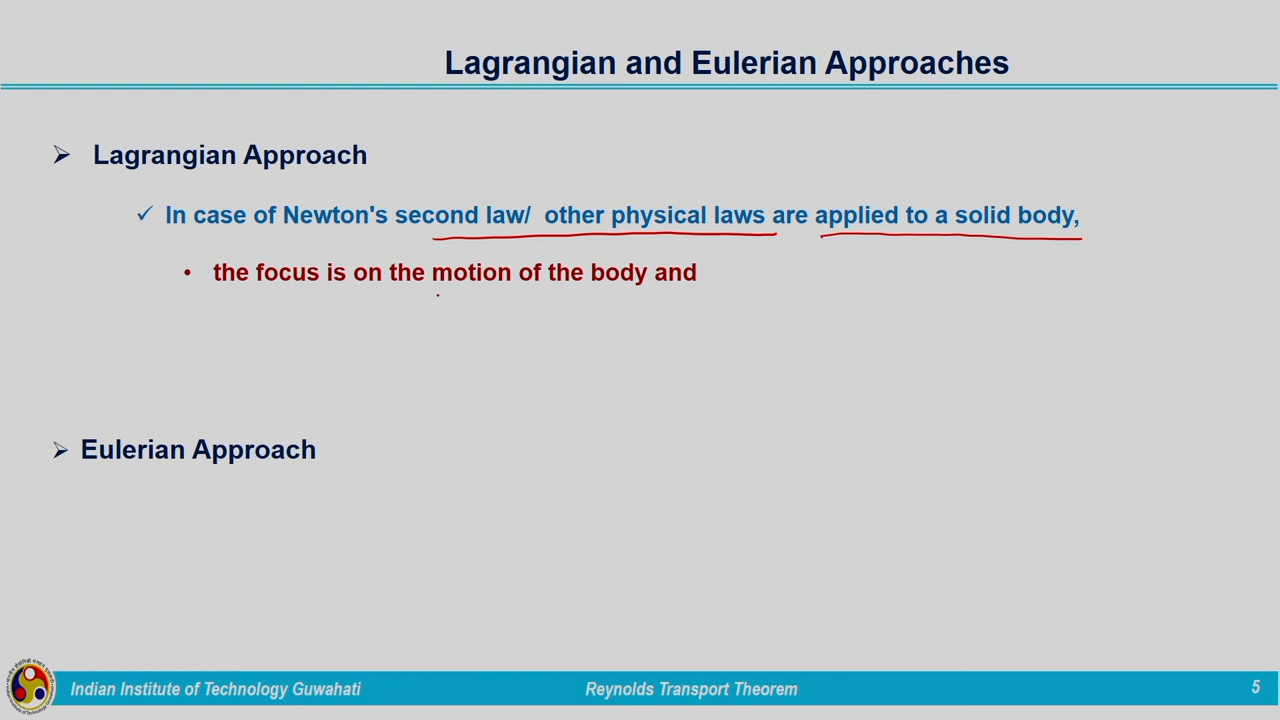 Lagrangian and Eulerian Approaches
Lagrangian Approach
In case of Newton's second law/ other physical laws are applied to a solid body,
the focus is on the motion of the body and
Eulerian Approach
Indian Institute of Technology Guwahati
Reynolds Transport Theorem
5